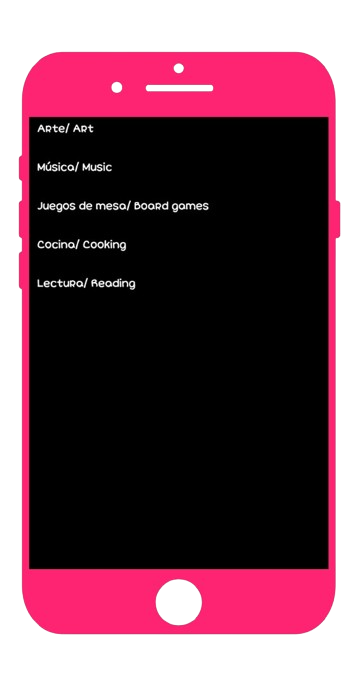 Arte/ Art
Música/ Music
Juegos de mesa/ Board games
Cocina/ Cooking
Lectura/ Reading